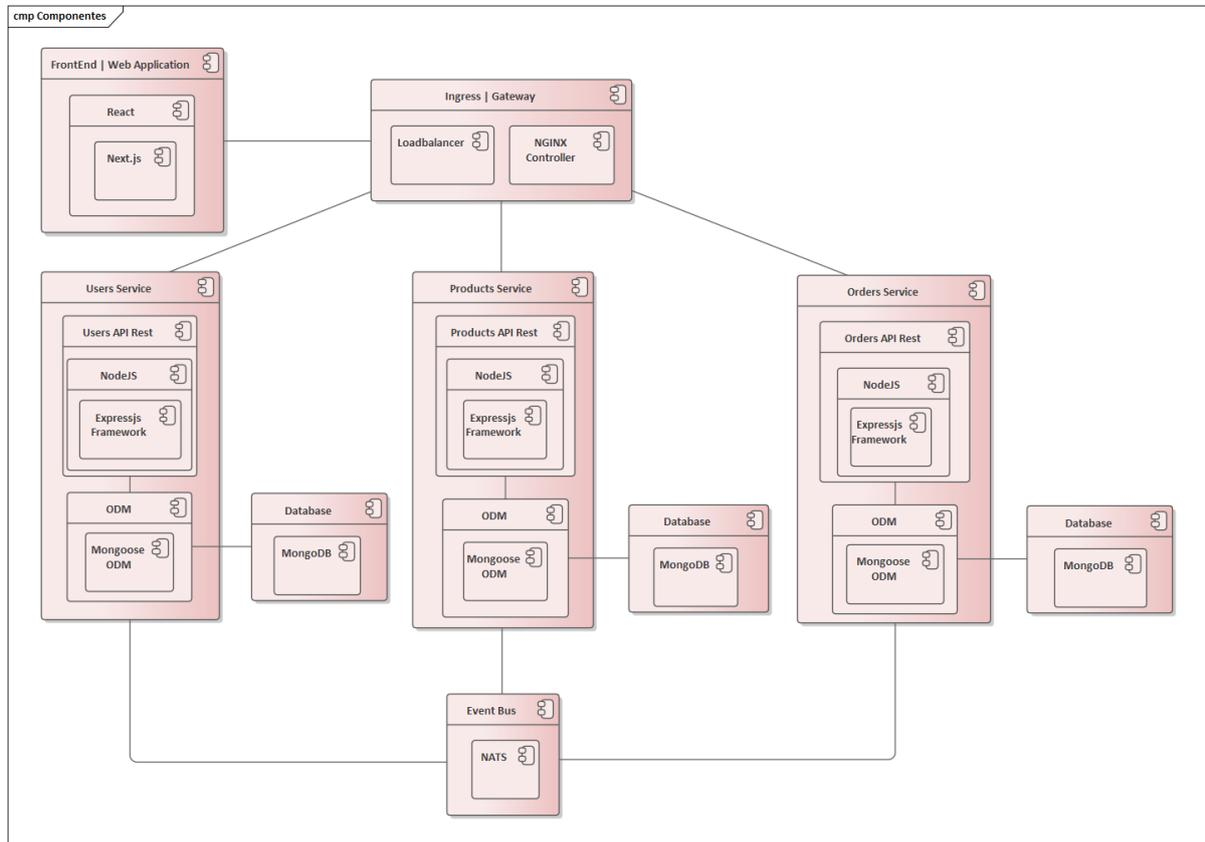 cmp Componentes
FrontEnd | Web Application
React
Next.js
Ingress | Gateway
Loadbalancer
NGINX
Controller
Users Service
Users API Rest
NodeJS
Expressjs
Framework
ODM
Mongoose
ODM
Database
MongoDB
Products Service
Products API Rest
NodeJS
Expressjs
Framework
ODM
Mongoose
ODM
Database
MongoDB
Orders Service
Orders API Rest
NodeJS
Expressjs
Framework
ODM
Mongoose
ODM
Database
MongoDB
Event Bus
NATS